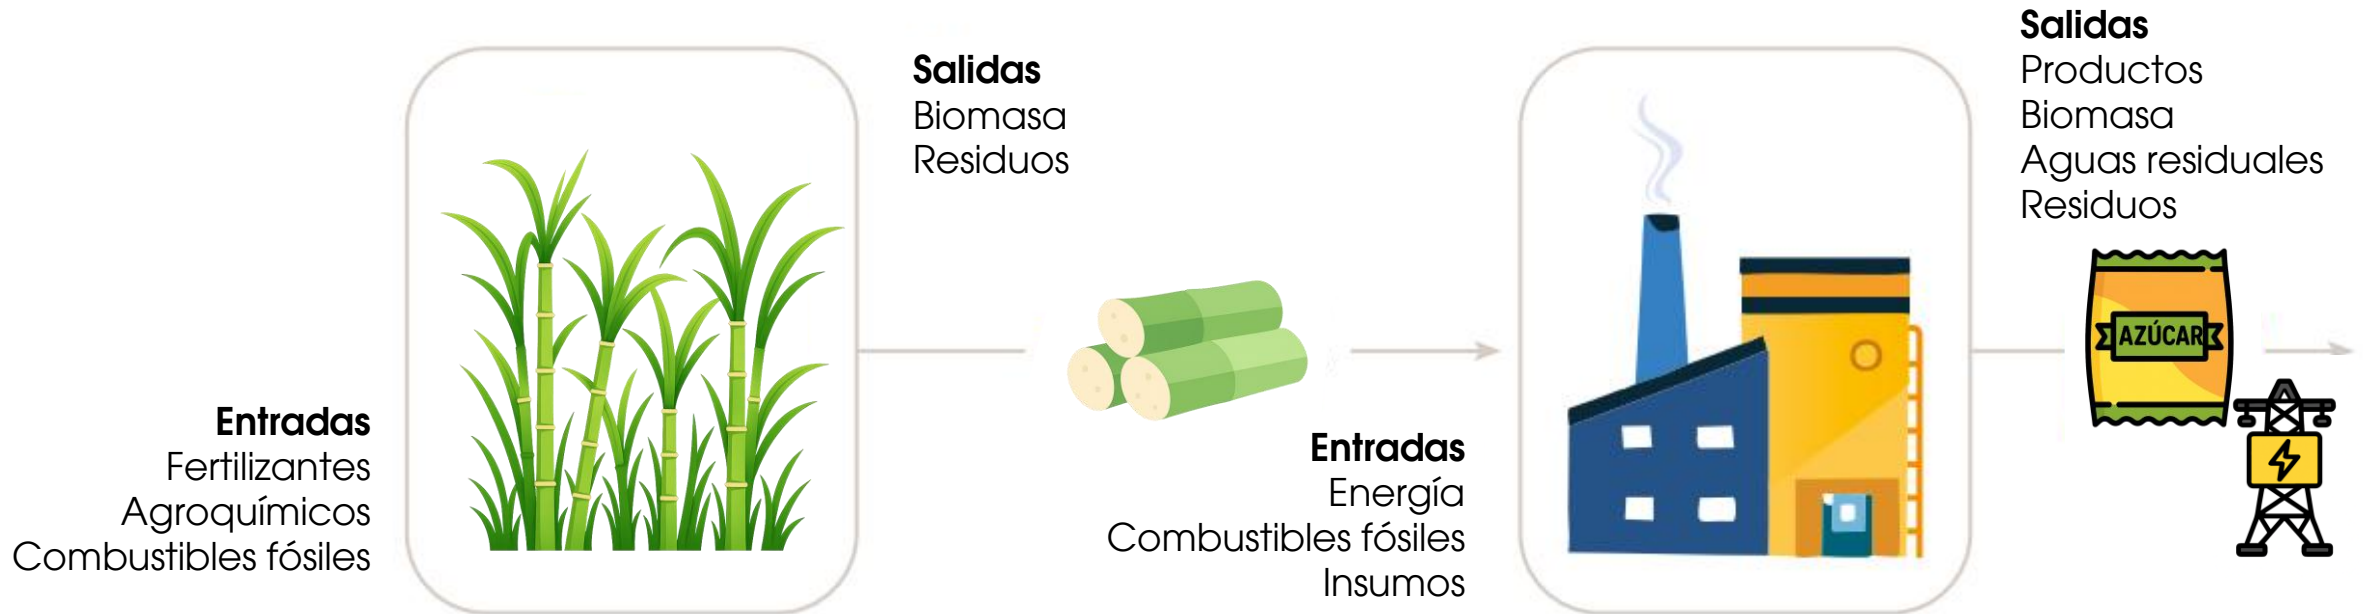 Entradas
Fertilizantes
Agroquímicos
Combustibles fósiles
Salidas
Biomasa
Residuos
Entradas
Energía
Combustibles fósiles
Insumos
Salidas
Productos
Biomasa
Aguas residuales
Residuos
AZÚCAR